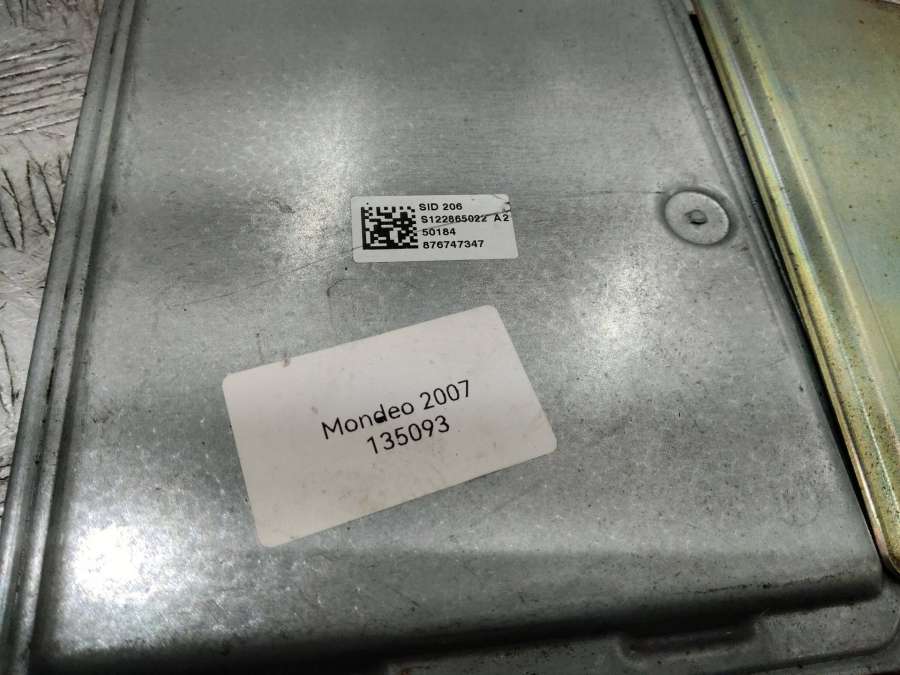 SID 206
S122865022 A2
50184
876747347
Mondeo 2007
135093